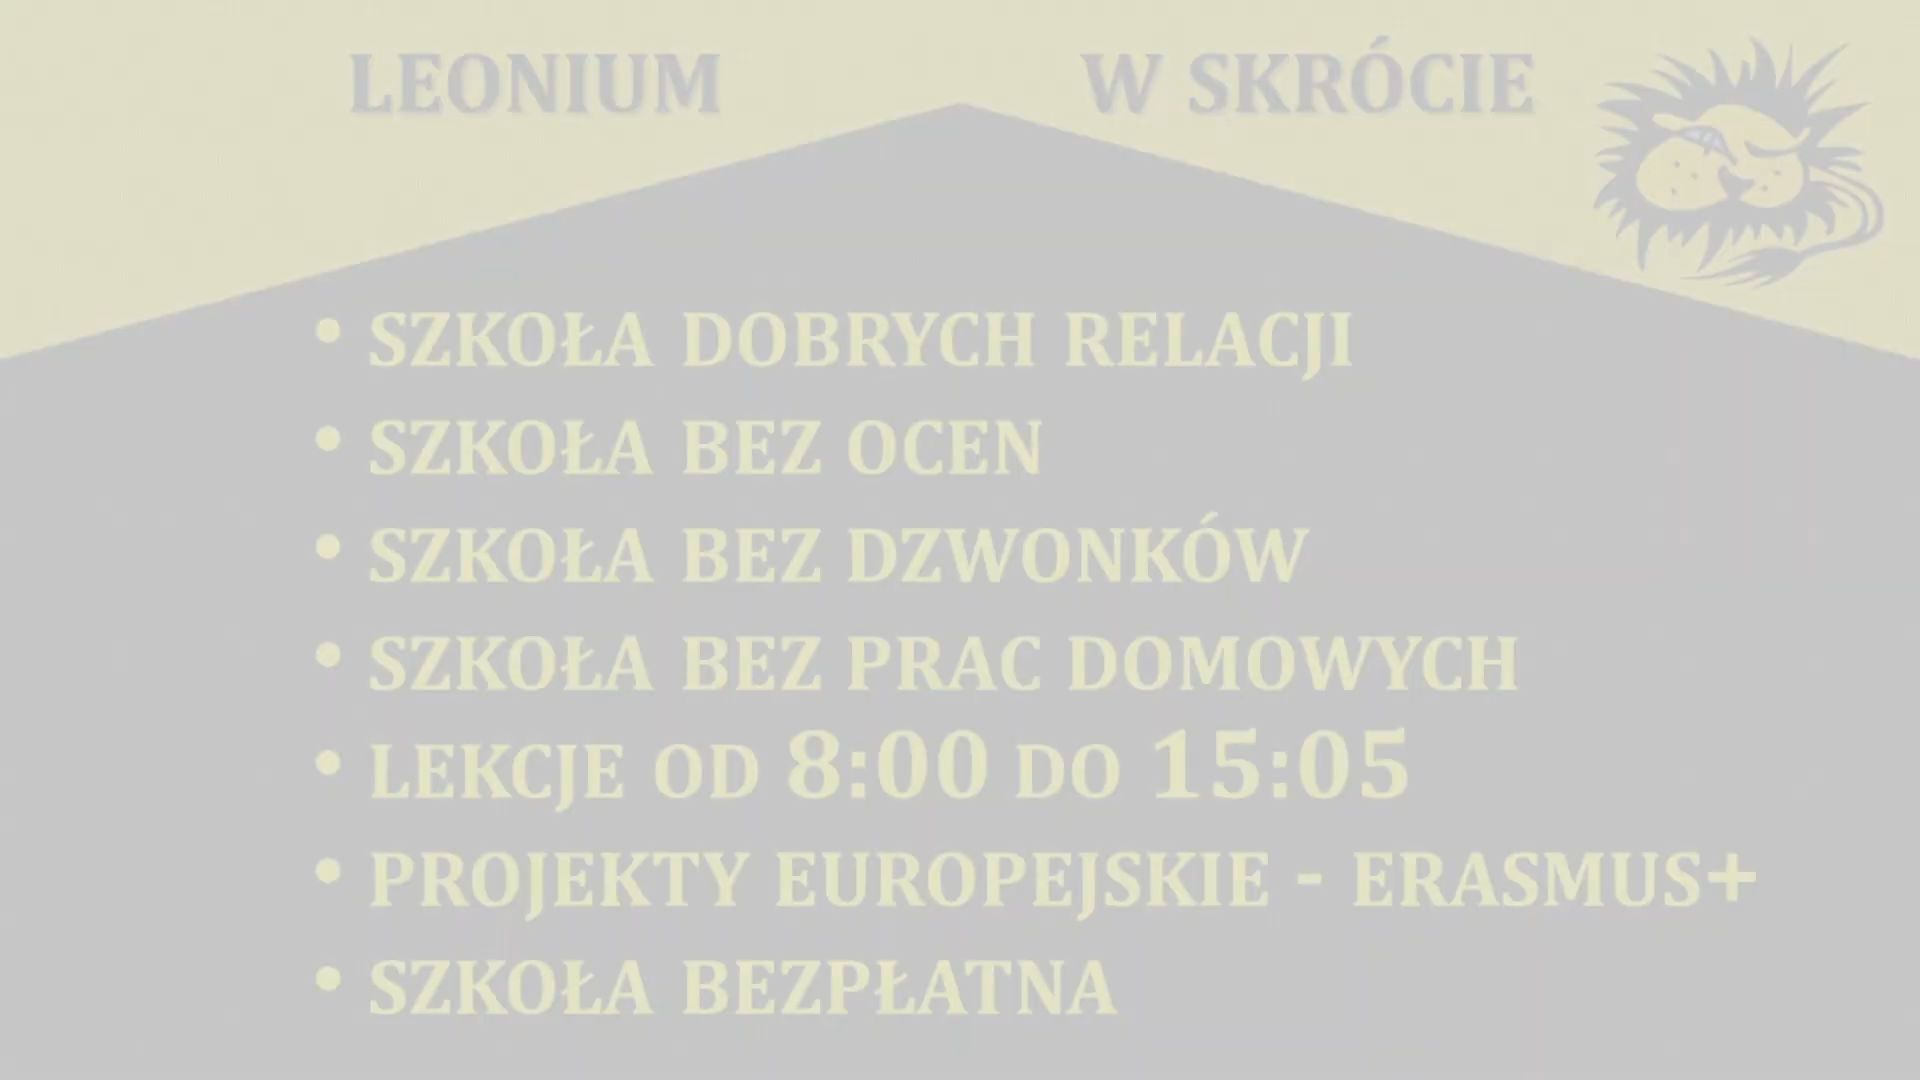 LEONIUM W SKRÓCIE
• SZKOŁA DOBRYCH RELACJI
• SZKOŁA BEZ OCEN
• SZKOŁA BEZ DZWONKÓW
• SZKOŁA BEZ PRAC DOMOWYCH
• LEKCJE OD 8:00 DO 15:05
• PROJEKTY EUROPEJSKIE - ERASMUS+
• SZKOŁA BEZPŁATNA